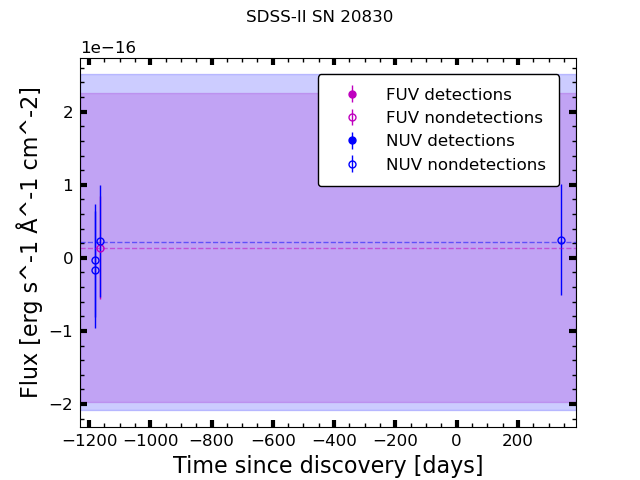 SDSS-II SN 20830
1e−16
FUV detections
FUV nondetections
NUV detections
NUV nondetections
2
1
0
−1
−2
Flux [erg s^-1 Å^-1 cm^-2]
−1200 −1000 −800 −600 −400 −200 0 200
Time since discovery [days]